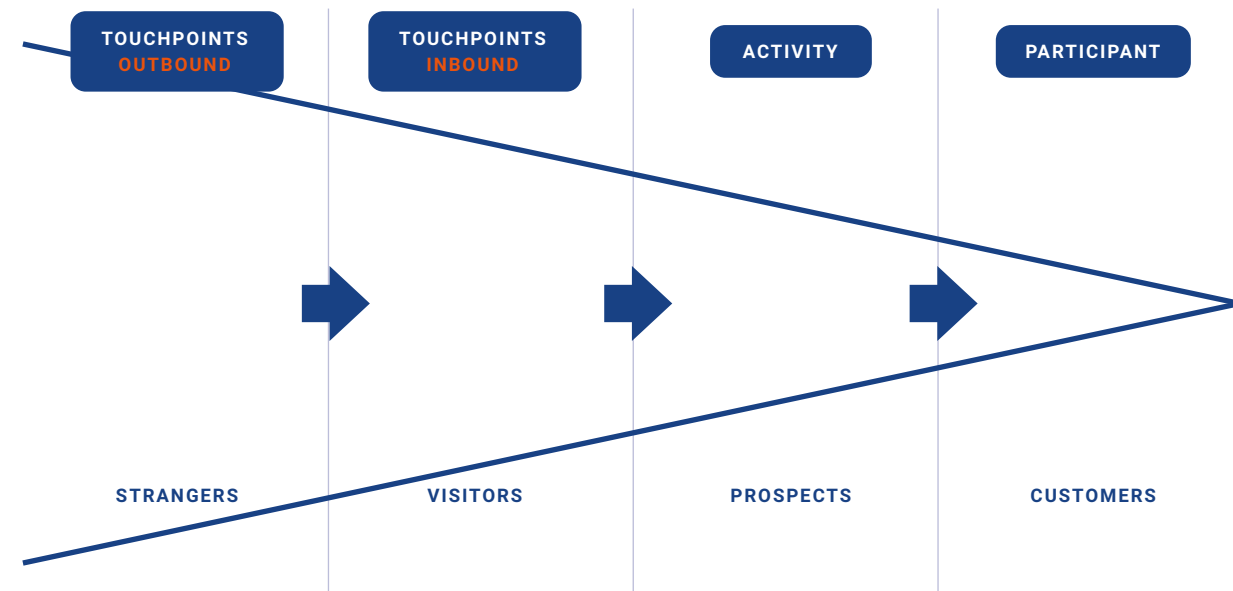 TOUCHPOINTS
OUTBOUND
TOUCHPOINTS
INBOUND
ACTIVITY
PARTICIPANT
STRANGERS
VISITORS
PROSPECTS
CUSTOMERS